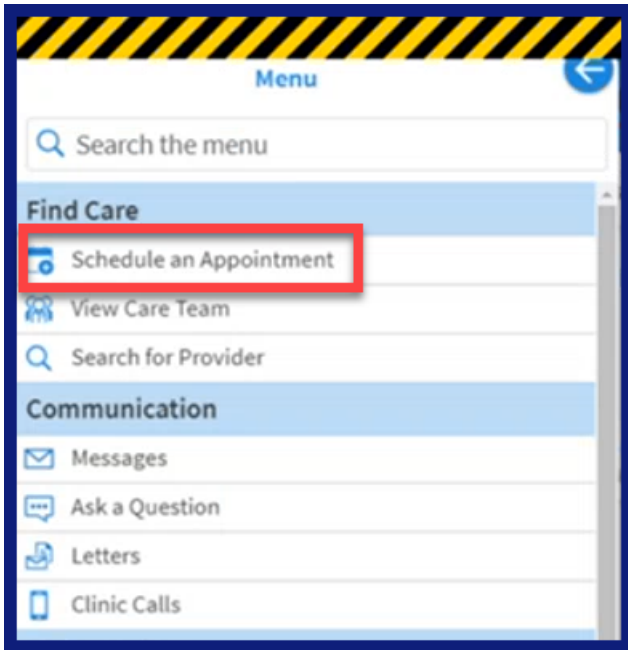 Menu
Search the menu
Find Care
Schedule an Appointment
View Care Team
Search for Provider
Communication
Messages
Ask a Question
Letters
Clinic Calls